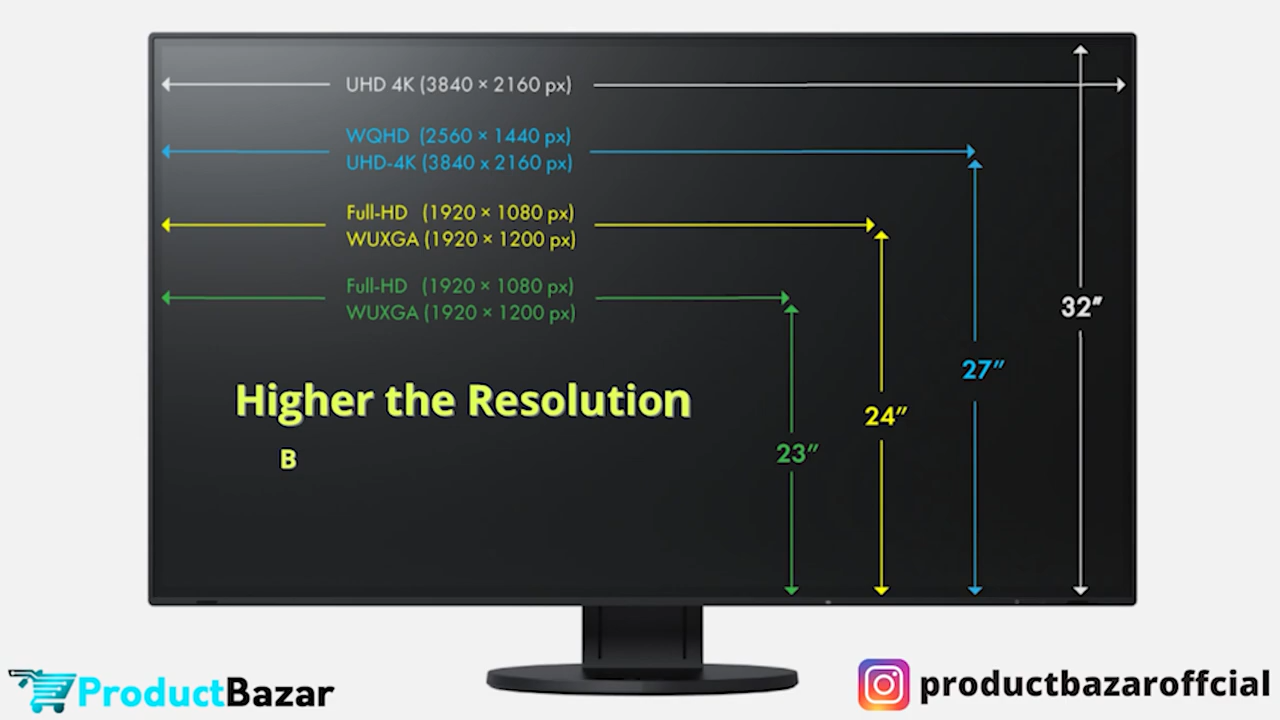 UHD 4K (3840 × 2160 px)
WQHD (2560 × 1440 px)
UHD-4K (3840 x 2160 px)
Full-HD (1920 × 1080 px)
WUXGA (1920 × 1200 px)
Full-HD (1920 × 1080 px)
WUXGA (1920 × 1200 px)
32”
27”
24”
23”
Higher the Resolution
B
ProductBazar
productbazaroffcial